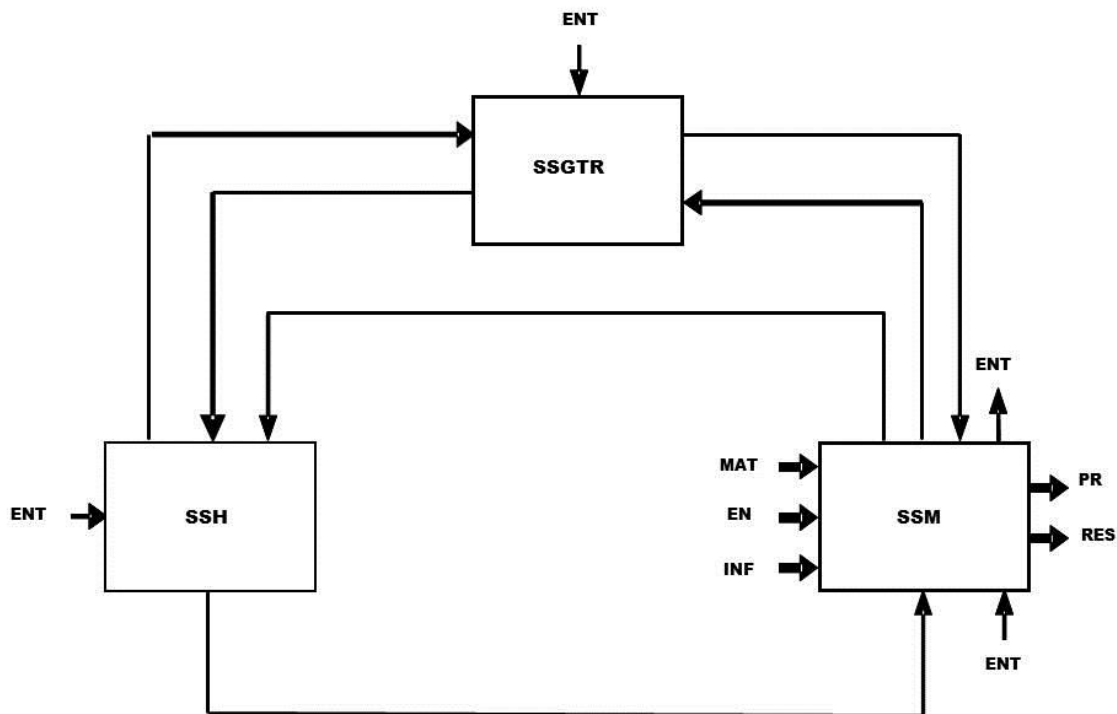 ENT
SSGTR
ENT
MAT
PR
ENT
SSH
EN
SSM
RES
INF
ENT